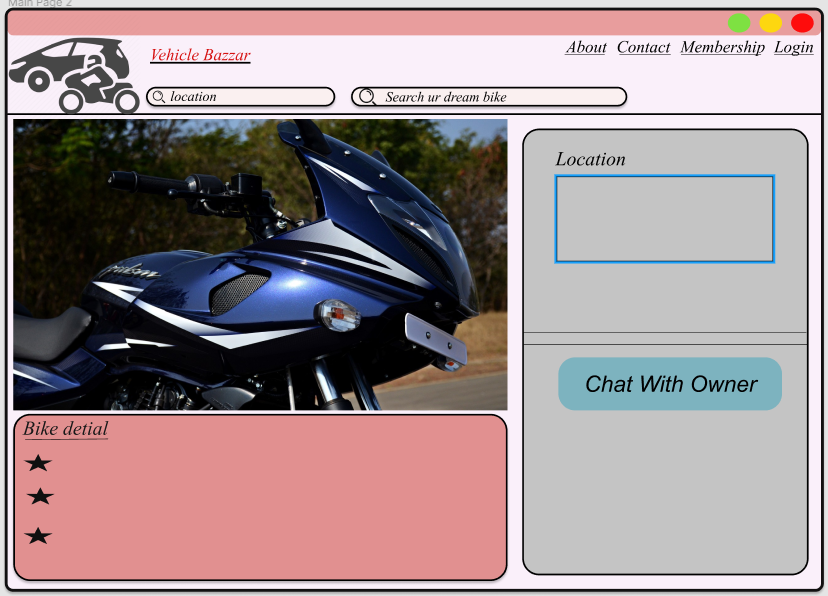 Main Page 2
About Contact Membership Login
Vehicle Bazzar
location
Search ur dream bike
Pulsar
Location
Chat With Owner
Bike detial